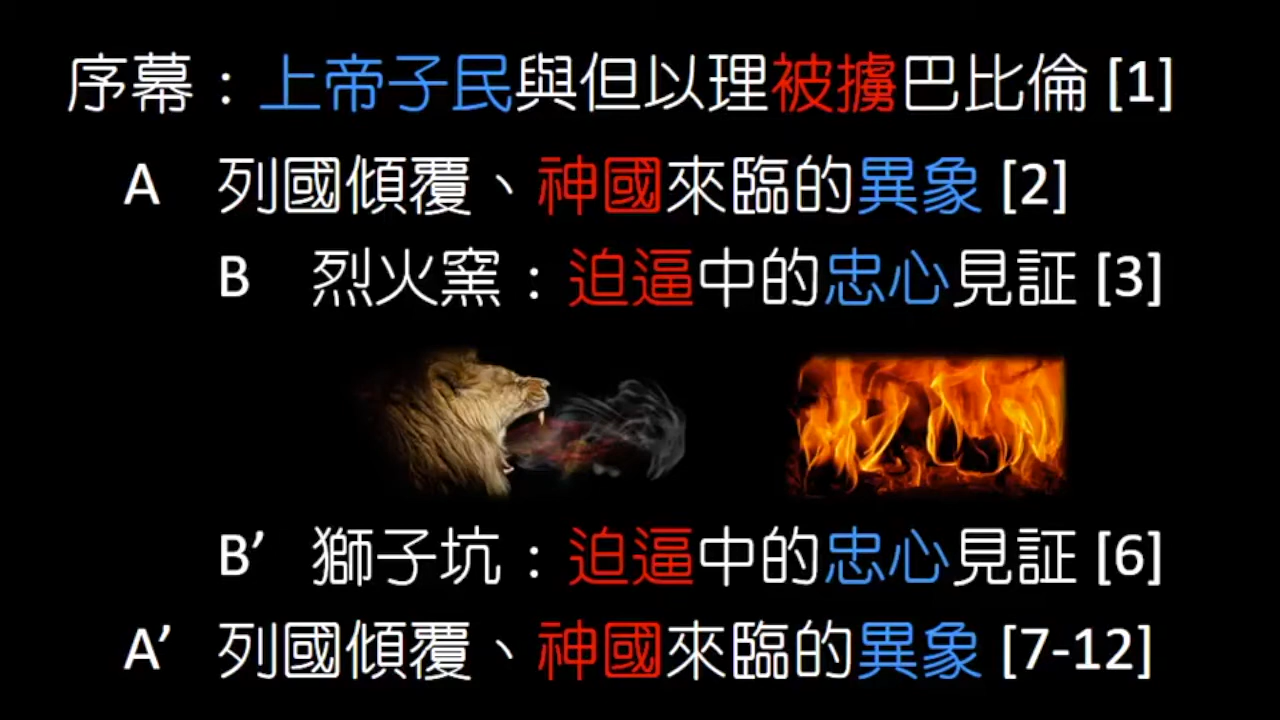 序幕：上帝子民與但以理被擄巴比倫 [1]
A 列國傾覆、神國來臨的異象 [2]
B 烈火窯：迫逼中的忠心見証 [3]
B’ 獅子坑：迫逼中的忠心見証 [6]
A’ 列國傾覆、神國來臨的異象 [7-12]